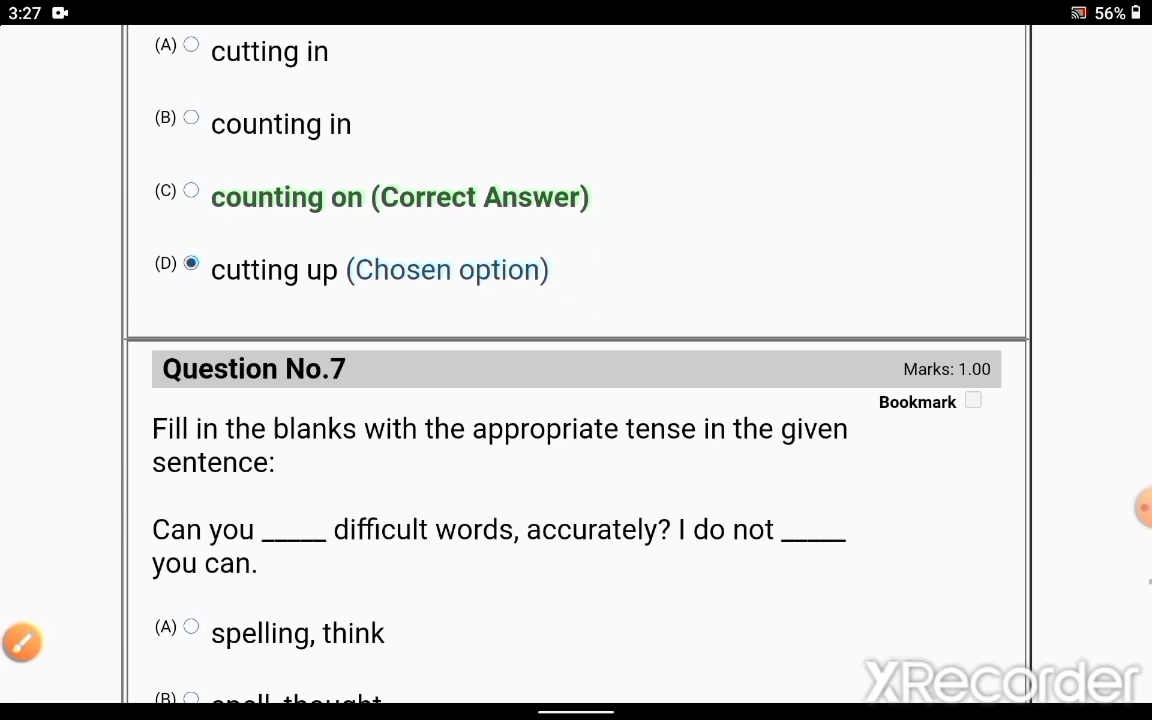 3:27
56%
(A) cutting in
(B) counting in
(C) counting on (Correct Answer)
(D) cutting up (Chosen option)
Question No.7
Marks: 1.00
Bookmark
Fill in the blanks with the appropriate tense in the given
sentence:
Can you _____ difficult words, accurately? I do not _____
you can.
(A) spelling, think
(B) spell, thought
XRecorder